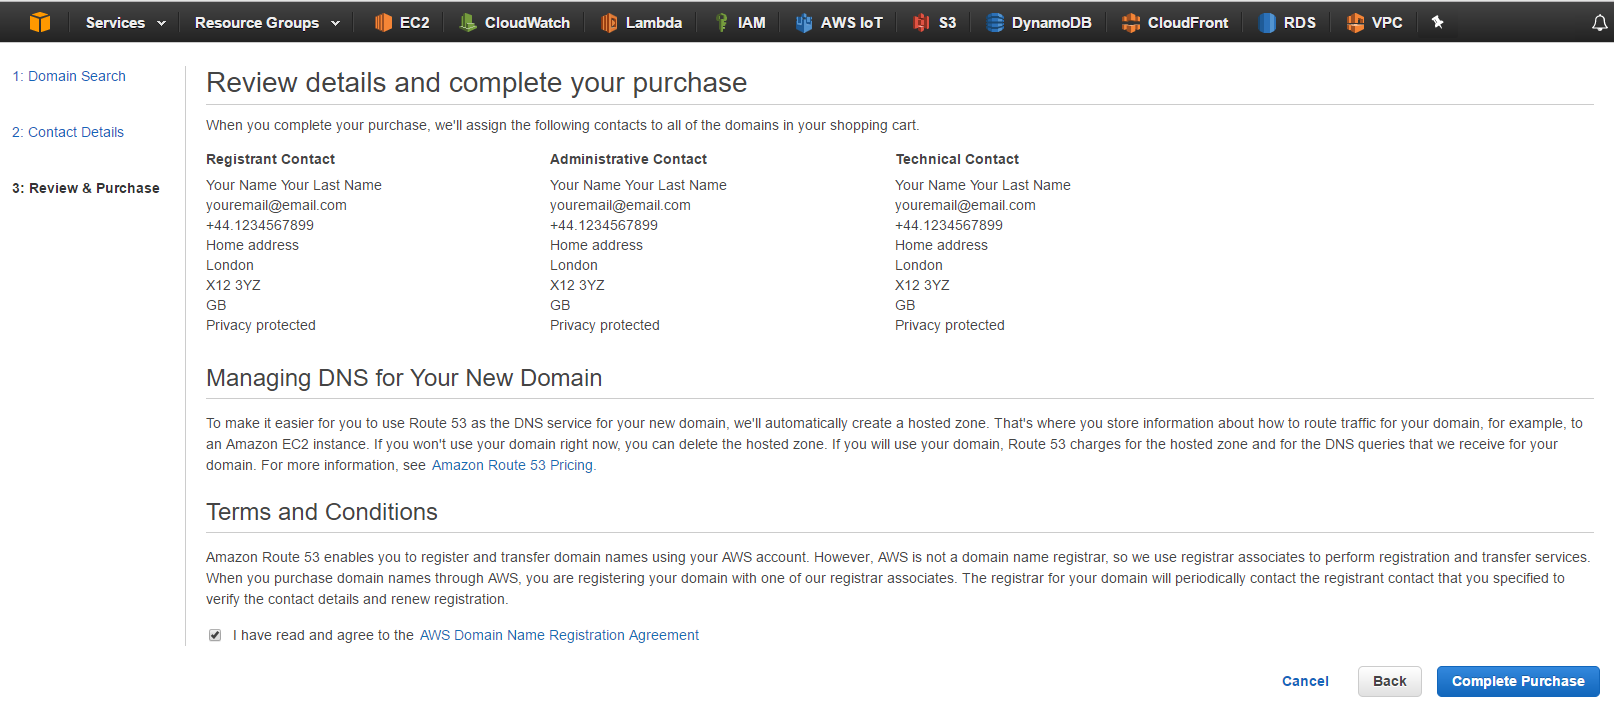 Services Resource Groups EC2 CloudWatch Lambda IAM AWS IoT S3 DynamoDB CloudFront RDS VPC
1: Domain Search
2: Contact Details
3: Review & Purchase
Review details and complete your purchase
When you complete your purchase, we'll assign the following contacts to all of the domains in your shopping cart.
Registrant Contact
Your Name Your Last Name
youremail@email.com
+44.1234567899
Home address
London
X12 3YZ
GB
Privacy protected
Administrative Contact
Your Name Your Last Name
youremail@email.com
+44.1234567899
Home address
London
X12 3YZ
GB
Privacy protected
Technical Contact
Your Name Your Last Name
youremail@email.com
+44.1234567899
Home address
London
X12 3YZ
GB
Privacy protected
Managing DNS for Your New Domain
To make it easier for you to use Route 53 as the DNS service for your new domain, we'll automatically create a hosted zone. That's where you store information about how to route traffic for your domain, for example, to
an Amazon EC2 instance. If you won't use your domain right now, you can delete the hosted zone. If you will use your domain, Route 53 charges for the hosted zone and for the DNS queries that we receive for your
domain. For more information, see Amazon Route 53 Pricing.
Terms and Conditions
Amazon Route 53 enables you to register and transfer domain names using your AWS account. However, AWS is not a domain name registrar, so we use registrar associates to perform registration and transfer services.
When you purchase domain names through AWS, you are registering your domain with one of our registrar associates. The registrar for your domain will periodically contact the registrant contact that you specified to
verify the contact details and renew registration.
I have read and agree to the AWS Domain Name Registration Agreement
Cancel Back Complete Purchase